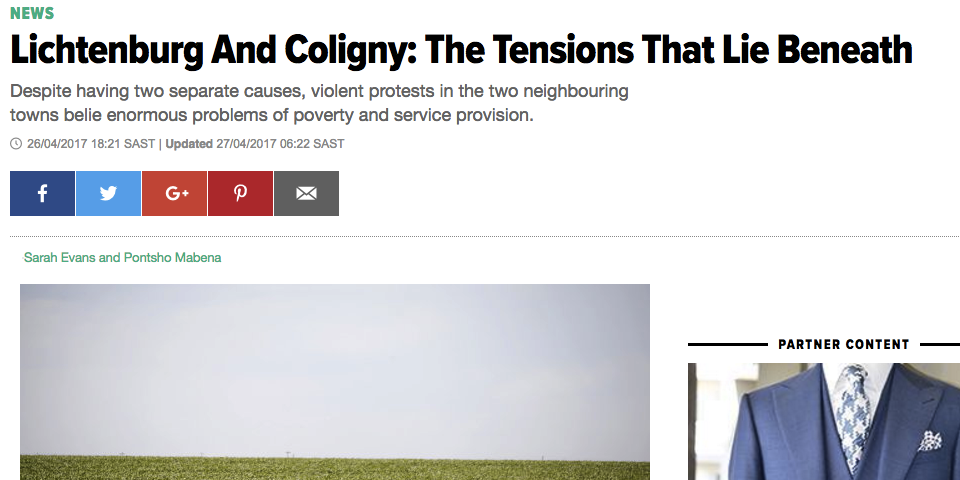 NEWS
Lichtenburg And Coligny: The Tensions That Lie Beneath
Despite having two separate causes, violent protests in the two neighbouring
towns belie enormous problems of poverty and service provision.
26/04/2017 18:21 SAST | Updated 27/04/2017 06:22 SAST
f G+
Sarah Evans and Pontsho Mabena
PARTNER CONTENT